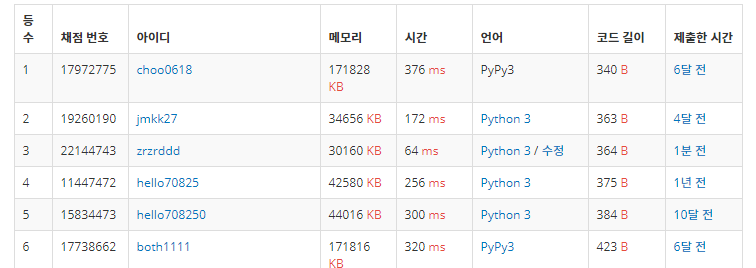 등수 채점 번호 아이디 메모리 시간 언어 코드 길이 제출한 시간
1 17972775 choo0618 171828 KB 376 ms PyPy3 340 B 6달 전
2 19260190 jmkk27 34656 KB 172 ms Python 3 363 B 4달 전
3 22144743 zrzrddd 30160 KB 64 ms Python 3 / 수정 364 B 1분 전
4 11447472 hello70825 42580 KB 256 ms Python 3 375 B 1년 전
5 15834473 hello708250 44016 KB 300 ms Python 3 384 B 10달 전
6 17738662 both1111 171816 KB 320 ms PyPy3 423 B 6달 전